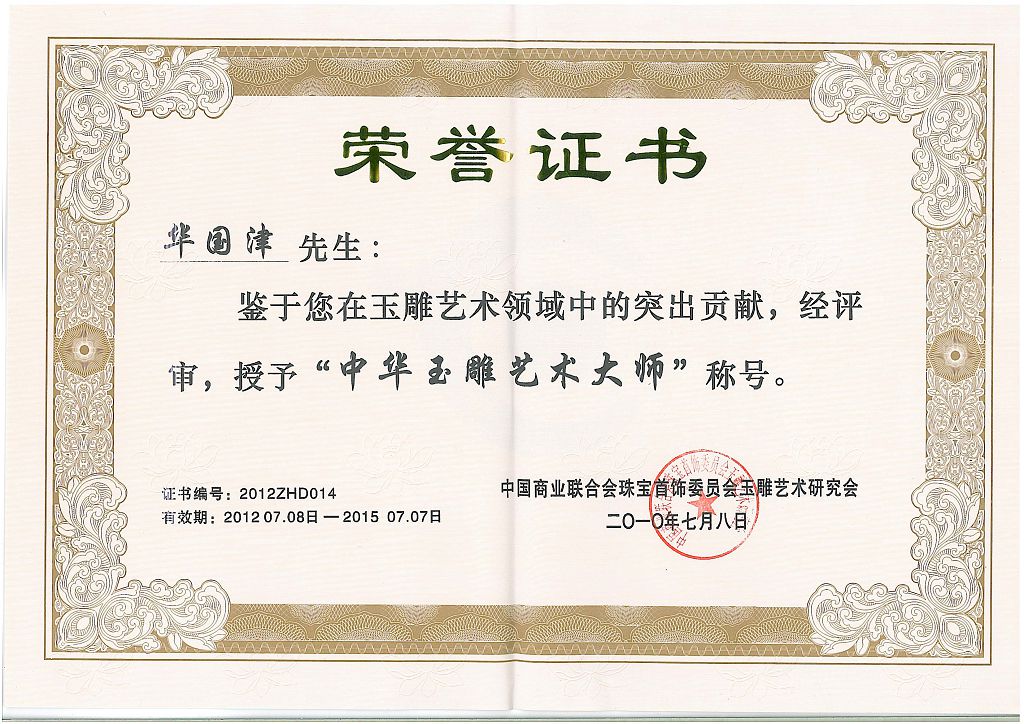 荣誉证书
华国津 先生：
鉴于您在玉雕艺术领域中的突出贡献，经评
审，授予“中华玉雕艺术大师”称号。
证书编号：2012ZHD014
有效期：2012 07.08日—2015 07.07日
中国商业联合会珠宝首饰委员会玉雕艺术研究会
二〇一〇年七月八日